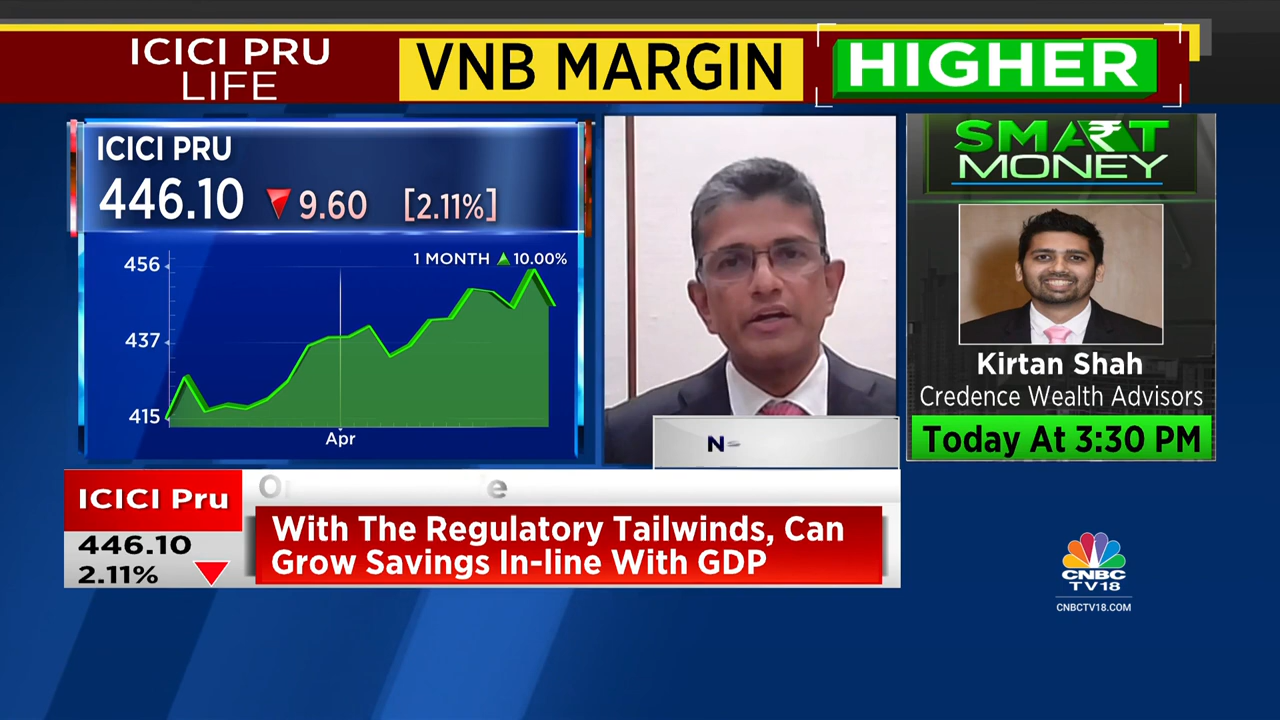 ICICI PRU
LIFE
VNB MARGIN
HIGHER
ICICI PRU
446.10 ▼ 9.60 [2.11%]
1 MONTH ▲ 10.00%
456
437
415
Apr
SMART
MONEY
Kirtan Shah
Credence Wealth Advisors
Today At 3:30 PM
ICICI Pru
446.10
2.11% ▼
With The Regulatory Tailwinds, Can
Grow Savings In-line With GDP
CNBC
TV18
CNBCTV18.COM